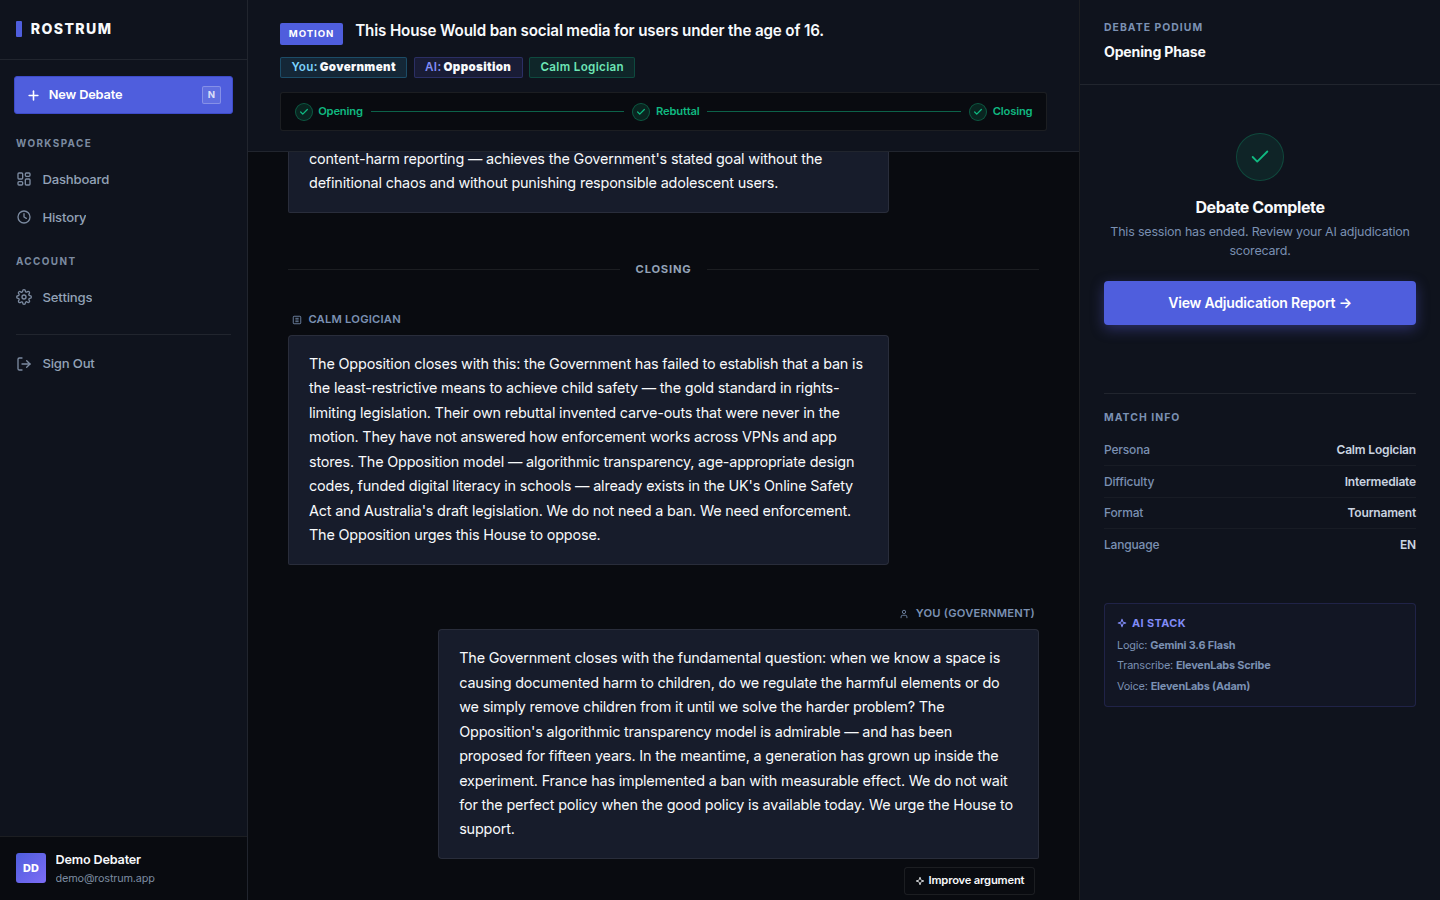 ROSTRUM
New Debate
N
WORKSPACE
Dashboard
History
ACCOUNT
Settings
Sign Out
DD
Demo Debater
demo@rostrum.app
MOTION
This House Would ban social media for users under the age of 16.
You: Government
AI: Opposition
Calm Logician
Opening
Rebuttal
Closing
content-harm reporting — achieves the Government's stated goal without the
definitional chaos and without punishing responsible adolescent users.
CLOSING
CALM LOGICIAN
The Opposition closes with this: the Government has failed to establish that a ban is
the least-restrictive means to achieve child safety — the gold standard in rights-
limiting legislation. Their own rebuttal invented carve-outs that were never in the
motion. They have not answered how enforcement works across VPNs and app
stores. The Opposition model — algorithmic transparency, age-appropriate design
codes, funded digital literacy in schools — already exists in the UK's Online Safety
Act and Australia's draft legislation. We do not need a ban. We need enforcement.
The Opposition urges this House to oppose.
YOU (GOVERNMENT)
The Government closes with the fundamental question: when we know a space is
causing documented harm to children, do we regulate the harmful elements or do
we simply remove children from it until we solve the harder problem? The
Opposition's algorithmic transparency model is admirable — and has been
proposed for fifteen years. In the meantime, a generation has grown up inside the
experiment. France has implemented a ban with measurable effect. We do not wait
for the perfect policy when the good policy is available today. We urge the House to
support.
Improve argument
DEBATE PODIUM
Opening Phase
Debate Complete
This session has ended. Review your AI adjudication
scorecard.
View Adjudication Report →
MATCH INFO
Persona Calm Logician
Difficulty Intermediate
Format Tournament
Language EN
AI STACK
Logic: Gemini 3.6 Flash
Transcribe: ElevenLabs Scribe
Voice: ElevenLabs (Adam)